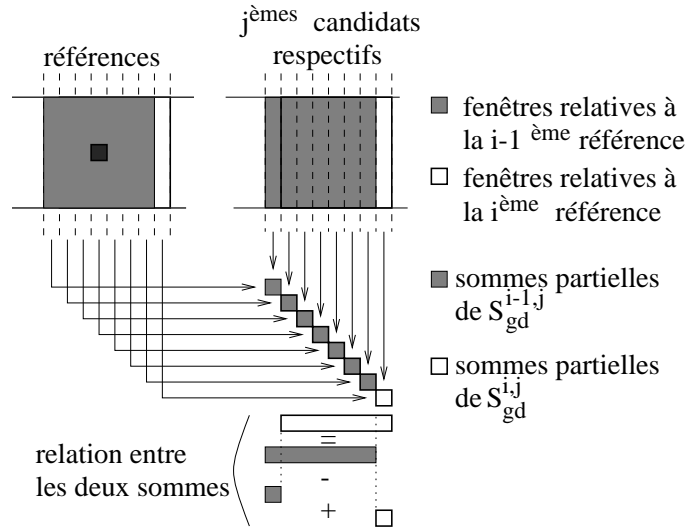 références
jèmes candidats
respectifs
fenêtres relatives à
la i-1 ème référence
fenêtres relatives à
la ième référence
sommes partielles
de S gd i-1,j
sommes partielles
de S gd i,j
relation entre
les deux sommes
=
-
+